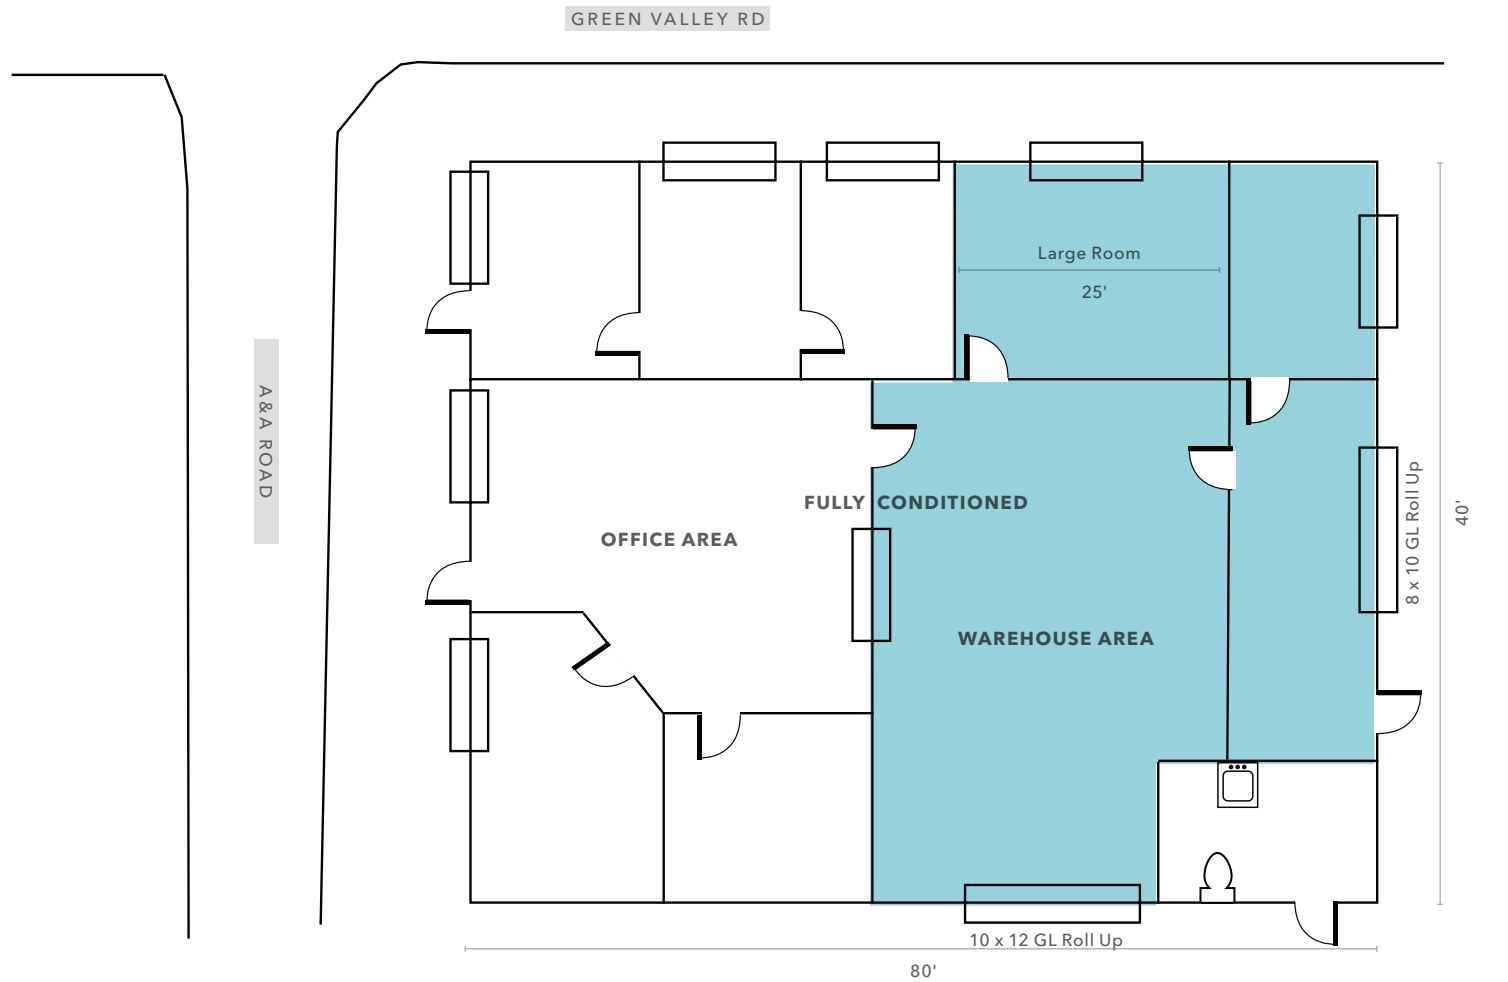 GREEN VALLEY RD
A&A ROAD
Large Room
25'
FULLY CONDITIONED
OFFICE AREA
WAREHOUSE AREA
8 x 10 GL Roll Up
40'
10 x 12 GL Roll Up
80'